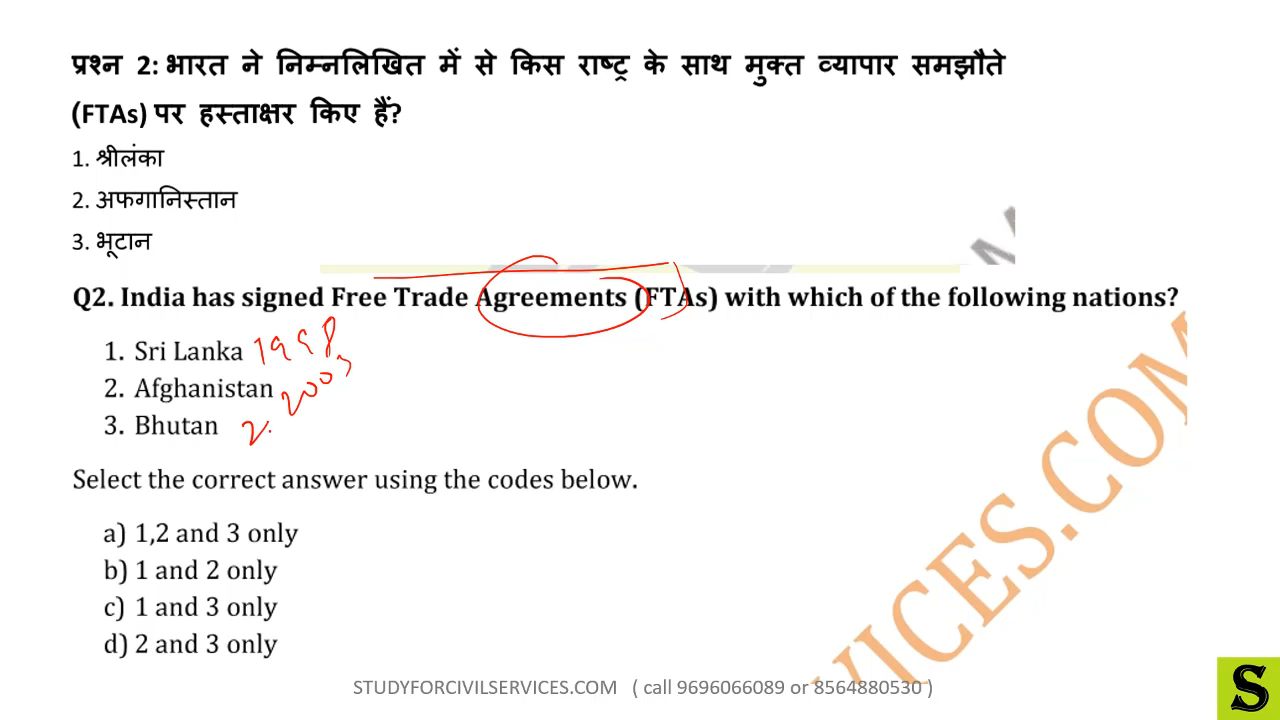 प्रश्न 2: भारत ने निम्नलिखित में से किस राष्ट्र के साथ मुक्त व्यापार समझौते
(FTAs) पर हस्ताक्षर किए हैं?
1. श्रीलंका
2. अफगानिस्तान
3. भूटान
Q2. India has signed Free Trade Agreements (FTAs) with which of the following nations?
1. Sri Lanka 1998
2. Afghanistan 2003
3. Bhutan 2.
Select the correct answer using the codes below.
a) 1,2 and 3 only
b) 1 and 2 only
c) 1 and 3 only
d) 2 and 3 only
VICES.COM
STUDYFORCIVILSERVICES.COM ( call 9696066089 or 8564880530 )
S